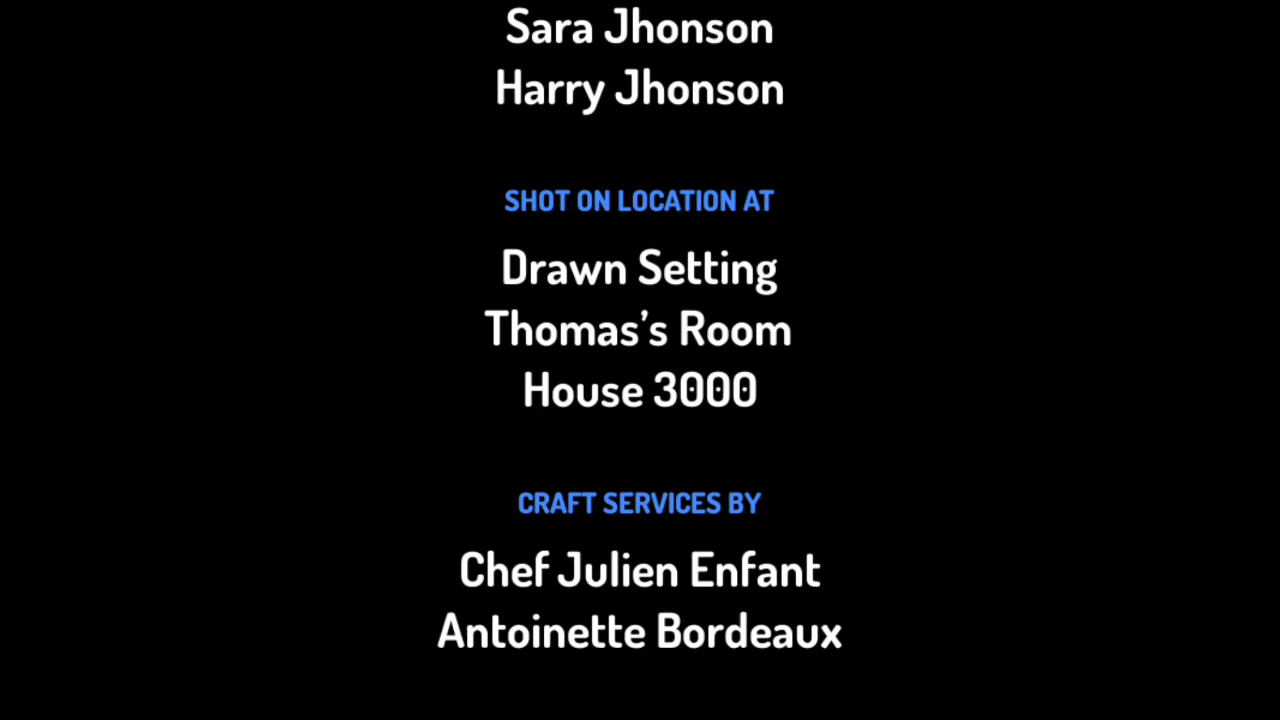 Sara Jhonson
Harry Jhonson
SHOT ON LOCATION AT
Drawn Setting
Thomas’s Room
House 3000
CRAFT SERVICES BY
Chef Julien Enfant
Antoinette Bordeaux